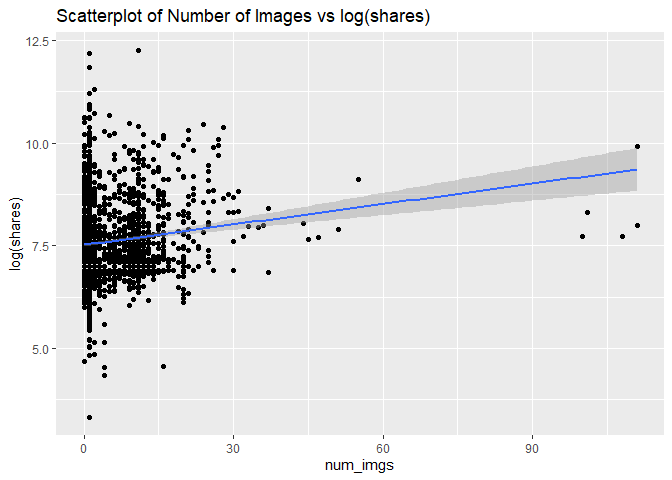 Scatterplot of Number of Images vs log(shares)
12.5
10.0
7.5
5.0
log(shares)
0 30 60 90
num_imgs